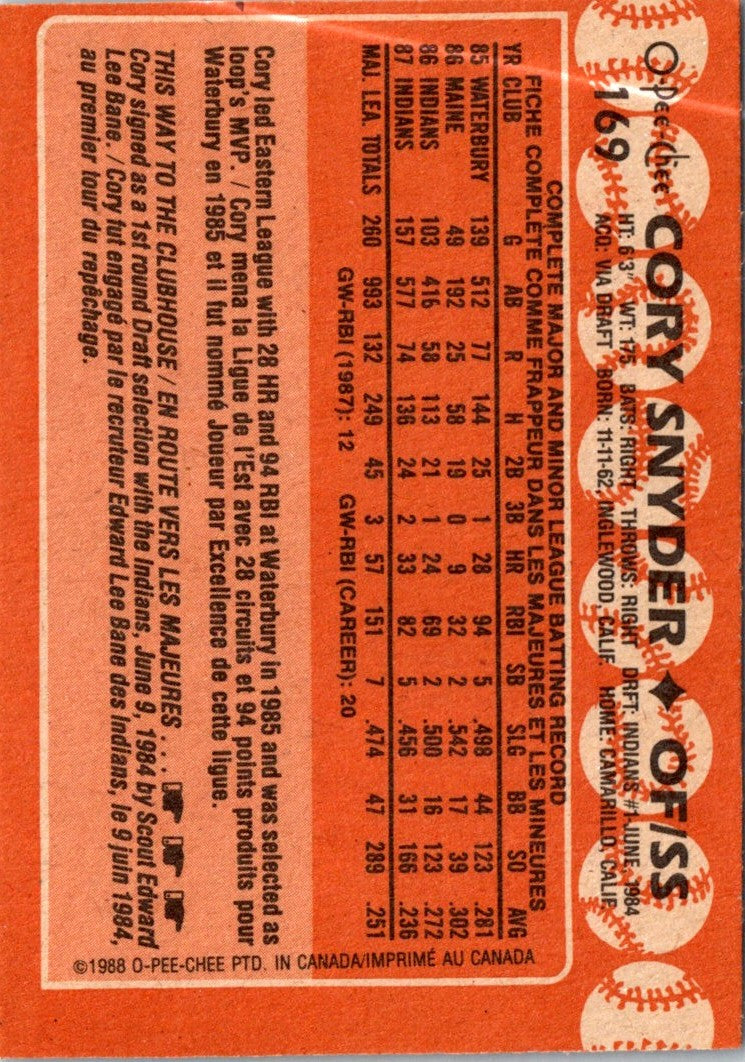 O-pee-chee
169 CORY SNYDER ◆ OF/SS
HT: 6'3" WT: 175 BATS: RIGHT THROWS: RIGHT DRFT: INDIANS #1-JUNE, 1984
ACQ: VIA DRAFT BORN: 11-11-62, INGLEWOOD, CALIF. HOME: CAMARILLO, CALIF.
COMPLETE MAJOR AND MINOR LEAGUE BATTING RECORD
FICHE COMPLÈTE COMME FRAPPEUR DANS LES MAJEURES ET LES MINEURES
YR CLUB G AB R H 2B 3B HR RBI SB SLG BB SO AVG
85 WATERBURY 139 512 77 144 25 1 28 94 5 .498 44 123 .281
86 MAINE 49 192 25 58 19 0 9 32 2 .542 17 39 .302
86 INDIANS 103 416 58 113 21 1 24 69 2 .500 16 123 .272
87 INDIANS 157 577 74 136 24 2 33 82 5 .456 31 166 .236
MAJ. LEA. TOTALS 260 993 132 249 45 3 57 151 7 .474 47 289 .251
GW-RBI (1987): 12 GW-RBI (CAREER): 20
Cory led Eastern League with 28 HR and 94 RBI at Waterbury in 1985 and was selected as
loop's MVP. / Cory mena la Ligue de l'Est avec 28 circuits et 94 points produits pour
Waterbury en 1985 et il fut nommé Joueur par Excellence de cette ligue.
THIS WAY TO THE CLUBHOUSE / EN ROUTE VERS LES MAJEURES . . . ☛ ☛ ☛
Cory signed as a 1st round Draft selection with the Indians, June 9, 1984 by Scout Edward
Lee Bane. / Cory fut engagé par le recruteur Edward Lee Bane des Indians, le 9 juin 1984,
au premier tour du repêchage.
©1988 O-PEE-CHEE PTD. IN CANADA/IMPRIMÉ AU CANADA